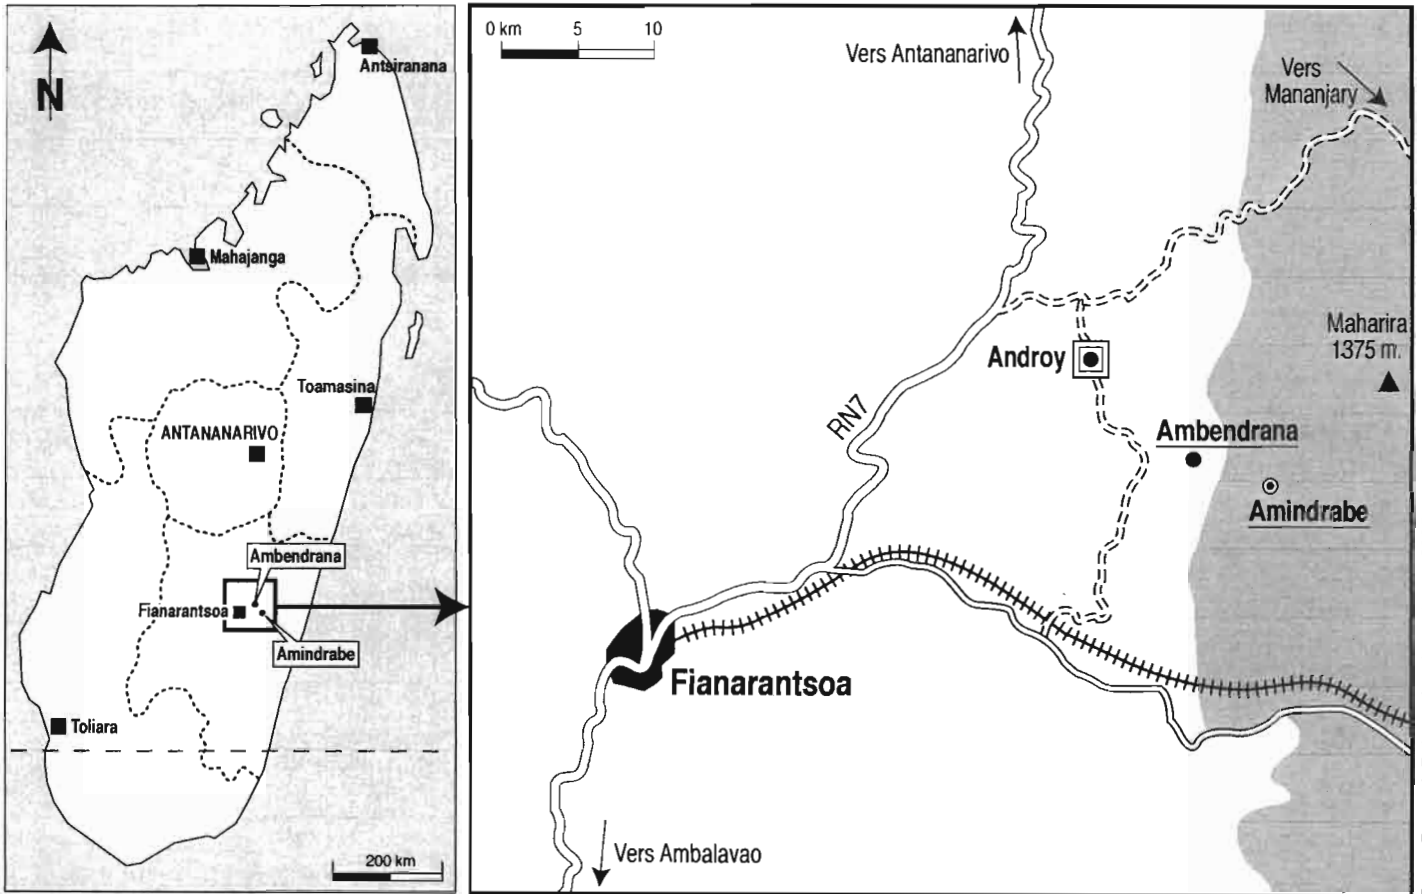 N
Antsiranana
Mahajanga
Toamasina
ANTANANARIVO
Ambendrana
Fianarantsoa
Amindrabe
Toliara
200 km
0 km 5 10
Vers Antananarivo
Vers
Mananjary
Maharira
1375 m.
Androy
RN7
Ambendrana
Amindrabe
Fianarantsoa
Vers Ambalavao